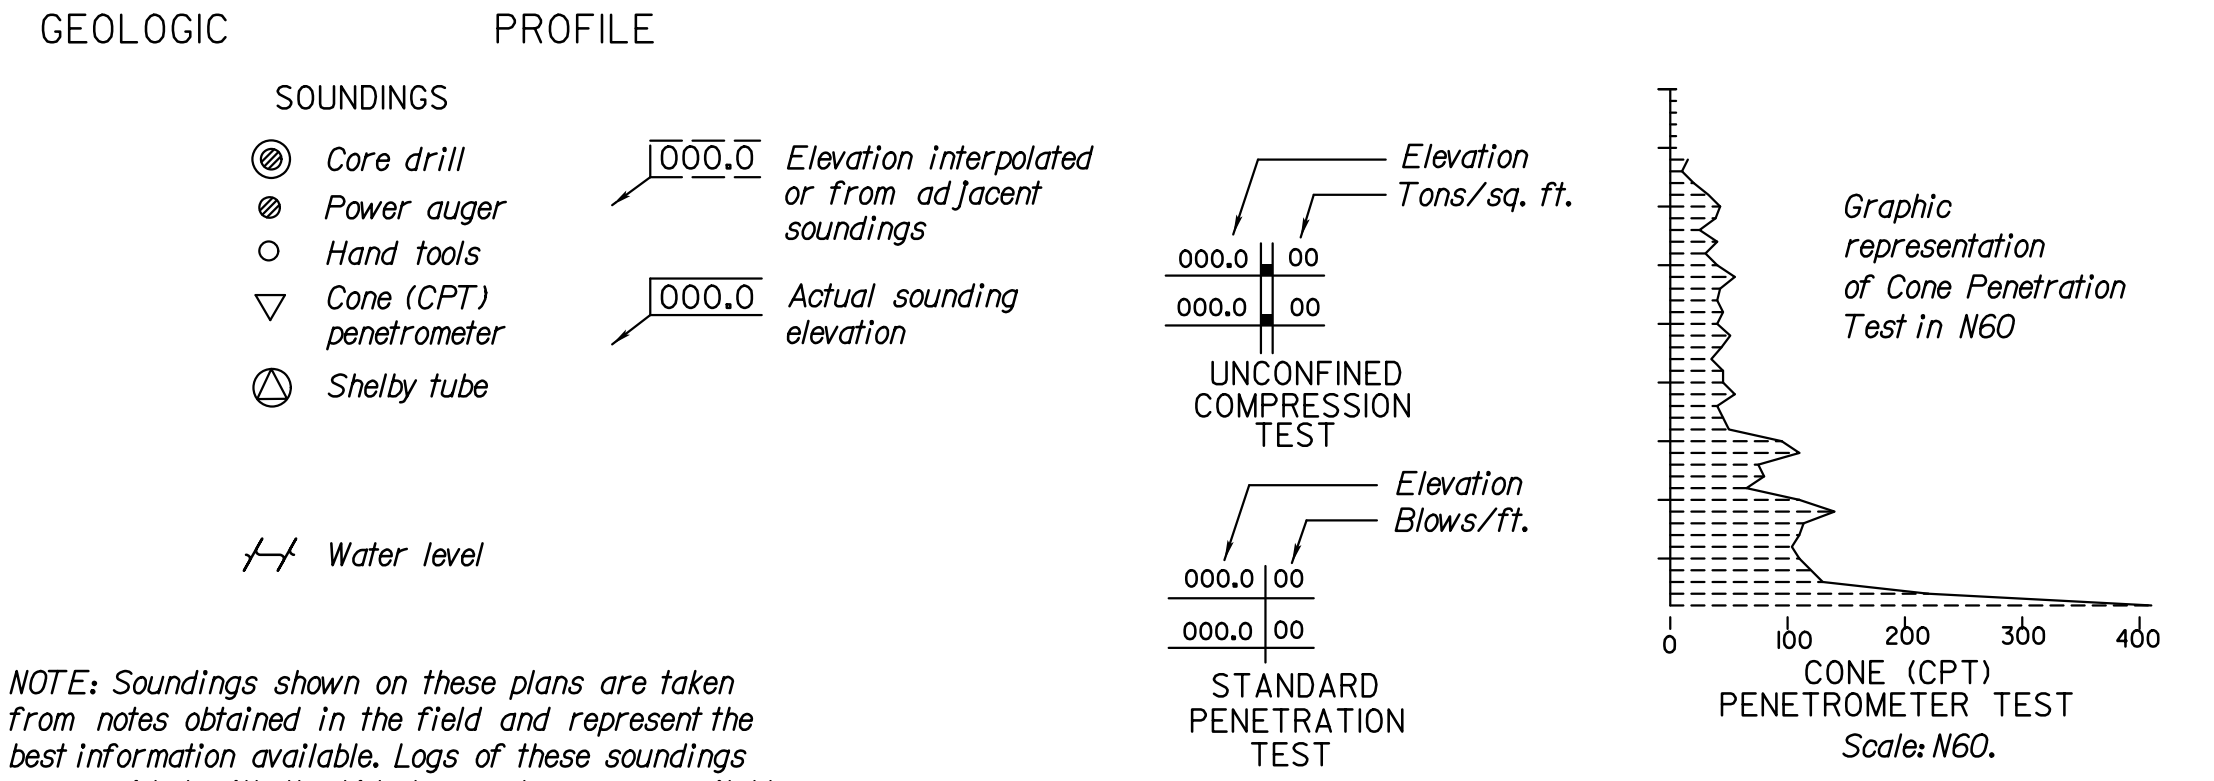 GEOLOGIC PROFILE
SOUNDINGS
Core drill
Power auger
Hand tools
Cone (CPT)
penetrometer
Shelby tube
Water level
000.0
Elevation interpolated
or from adjacent
soundings
000.0
Actual sounding
elevation
NOTE: Soundings shown on these plans are taken
from notes obtained in the field and represent the
best information available. Logs of these soundings
Elevation
Tons/sq. ft.
000.0 00
000.0 00
UNCONFINED
COMPRESSION
TEST
Elevation
Blows/ft.
000.0 00
000.0 00
STANDARD
PENETRATION
TEST
Graphic
representation
of Cone Penetration
Test in N60
0 100 200 300 400
CONE (CPT)
PENETROMETER TEST
Scale: N60.